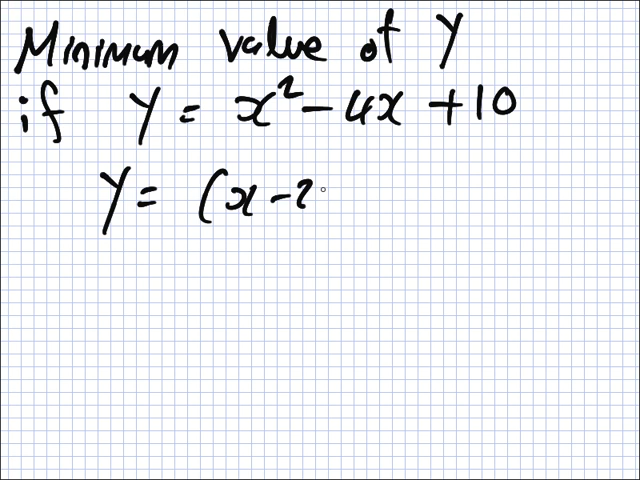 Minimum value of y
if y = x² - 4x + 10
y = (x - 2